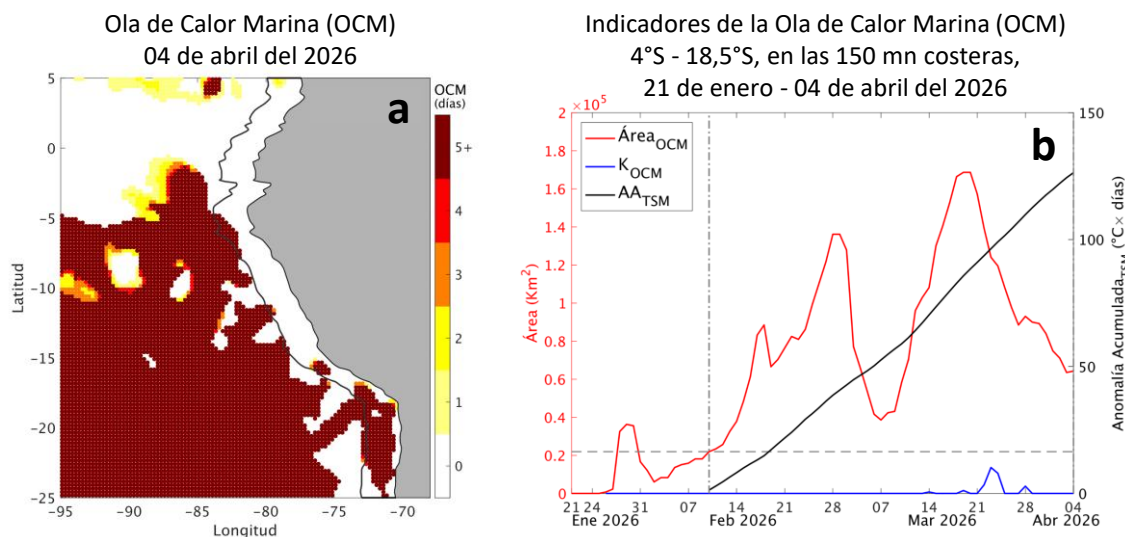 Ola de Calor Marina (OCM)
04 de abril del 2026
OCM
(días)
a
5+
4
3
2
1
0
5
0
−5
−10
−15
−20
−25
Latitud
−95
−90
−85
−80
−75
−70
Longitud
Indicadores de la Ola de Calor Marina (OCM)
4°S - 18,5°S, en las 150 mn costeras,
21 de enero - 04 de abril del 2026
×10⁵
b
Área_OCM
K_OCM
AA_TSM
2
1.8
1.6
1.4
1.2
1
0.8
0.6
0.4
0.2
0
Área (Km²)
150
100
50
0
Anomalía Acumulada_TSM (°C× días)
21 24 31 07 14 21 28 07 14 21 28 04
Ene 2026 Feb 2026 Mar 2026 Abr 2026